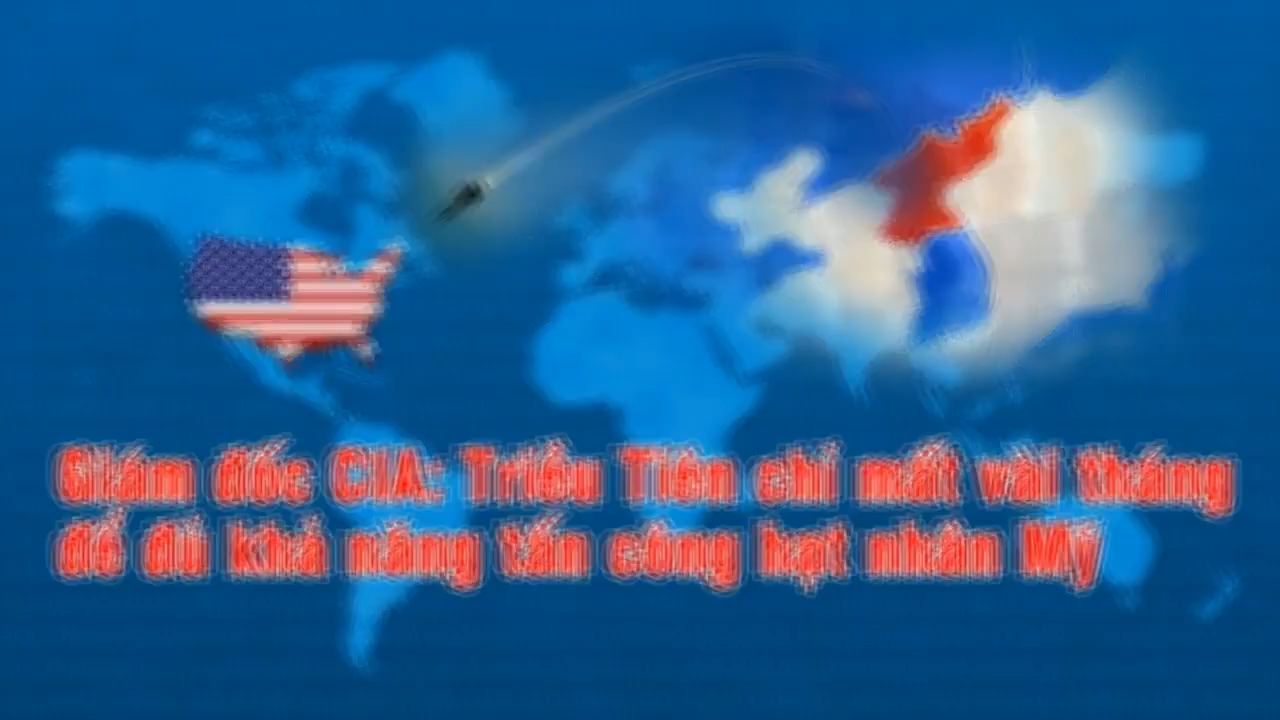 Giám đốc CIA: Triều Tiên chỉ mất vài tháng
để đủ khả năng tấn công hạt nhân Mỹ